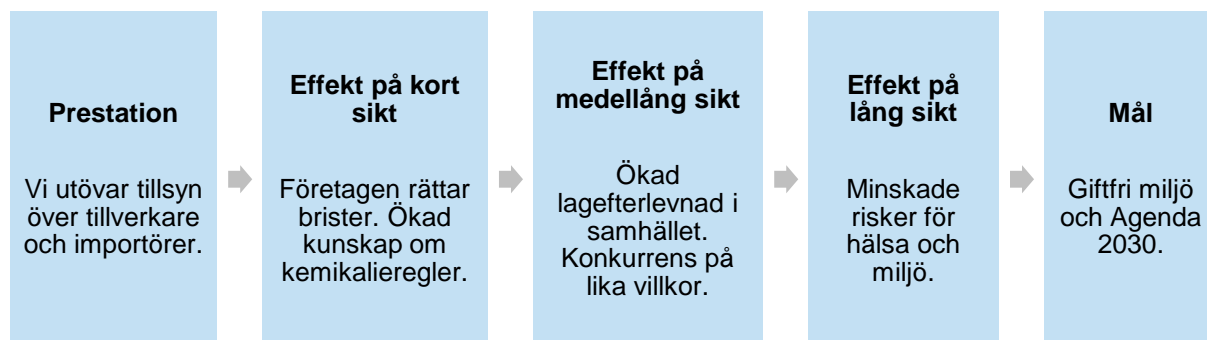 Prestation
Vi utövar tillsyn
över tillverkare
och importörer.
Effekt på kort
sikt
Företagen rättar
brister. Ökad
kunskap om
kemikalieregler.
Effekt på
medellång sikt
Ökad
lagefterlevnad i
samhället.
Konkurrens på
lika villkor.
Effekt på
lång sikt
Minskade
risker för
hälsa och
miljö.
Mål
Giftfri miljö
och Agenda
2030.